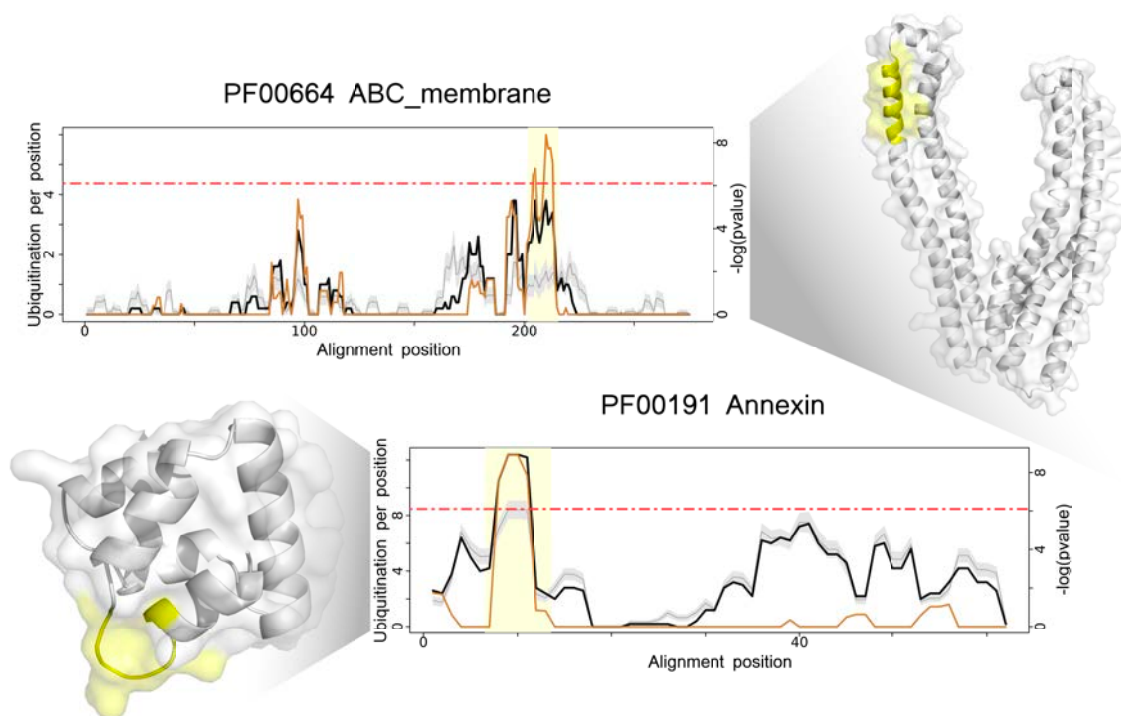 PF00664 ABC_membrane
Ubiquitination per position
0
4
0
4
8
-log(pvalue)
1
100
200
Alignment position
PF00191 Annexin
Ubiquitination per position
0
4
8
0
4
8
-log(pvalue)
0
40
Alignment position